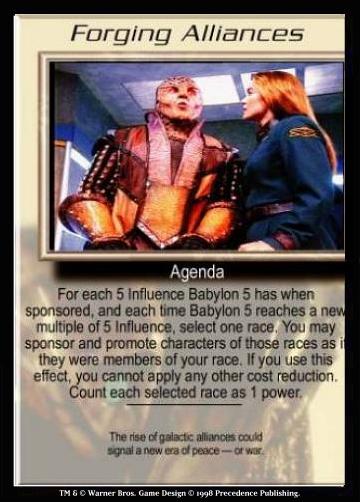 Forging Alliances
Agenda
For each 5 Influence Babylon 5 has when
sponsored, and each time Babylon 5 reaches a new
multiple of 5 Influence, select one race. You may
sponsor and promote characters of those races as if
they were members of your race. If you use this
effect, you cannot apply any other cost reduction.
Count each selected race as 1 power.
The rise of galactic alliances could
signal a new era of peace — or war.
TM & © Warner Bros. Game Design © 1998 Precedence Publishing.